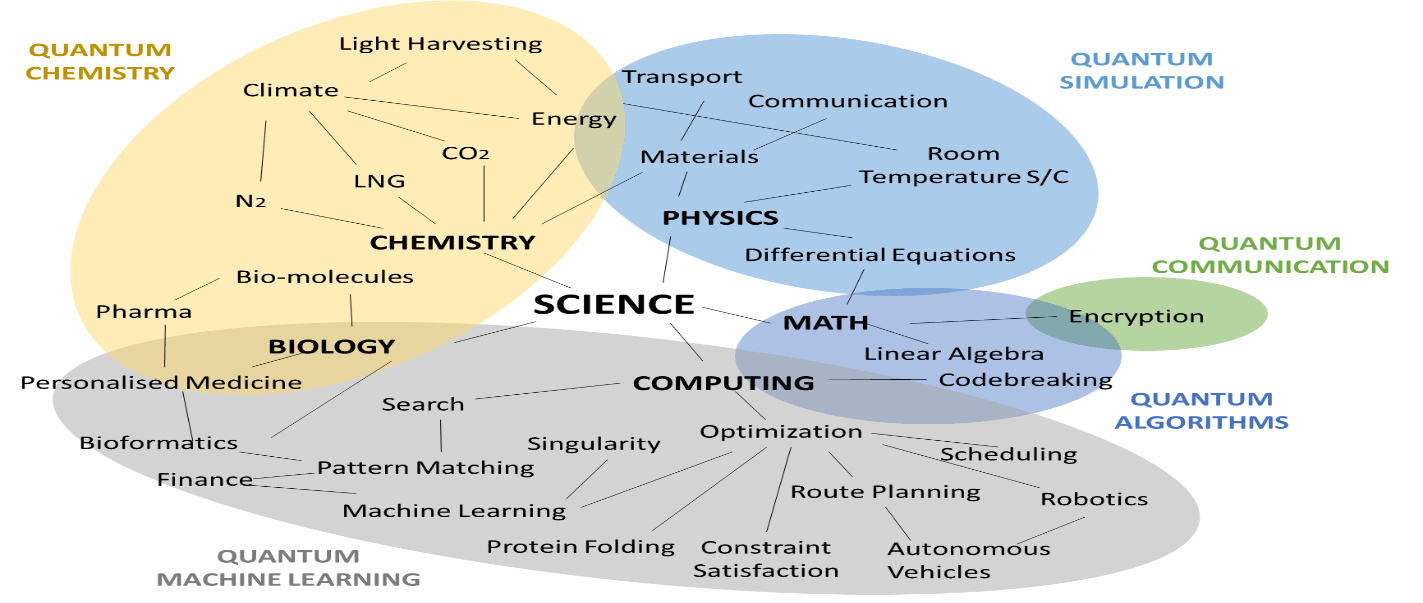 QUANTUM
CHEMISTRY
Light Harvesting
Climate
Energy
CO2
LNG
N2
CHEMISTRY
Bio-molecules
Pharma
BIOLOGY
Personalised Medicine
QUANTUM
SIMULATION
Transport
Communication
Materials
Room
Temperature S/C
PHYSICS
Differential Equations
SCIENCE
QUANTUM
COMMUNICATION
Encryption
MATH
Linear Algebra
Codebreaking
QUANTUM
ALGORITHMS
COMPUTING
Search
Optimization
Singularity
Scheduling
Bioformatics
Pattern Matching
Finance
Route Planning
Robotics
Machine Learning
Protein Folding
Constraint
Satisfaction
Autonomous
Vehicles
QUANTUM
MACHINE LEARNING